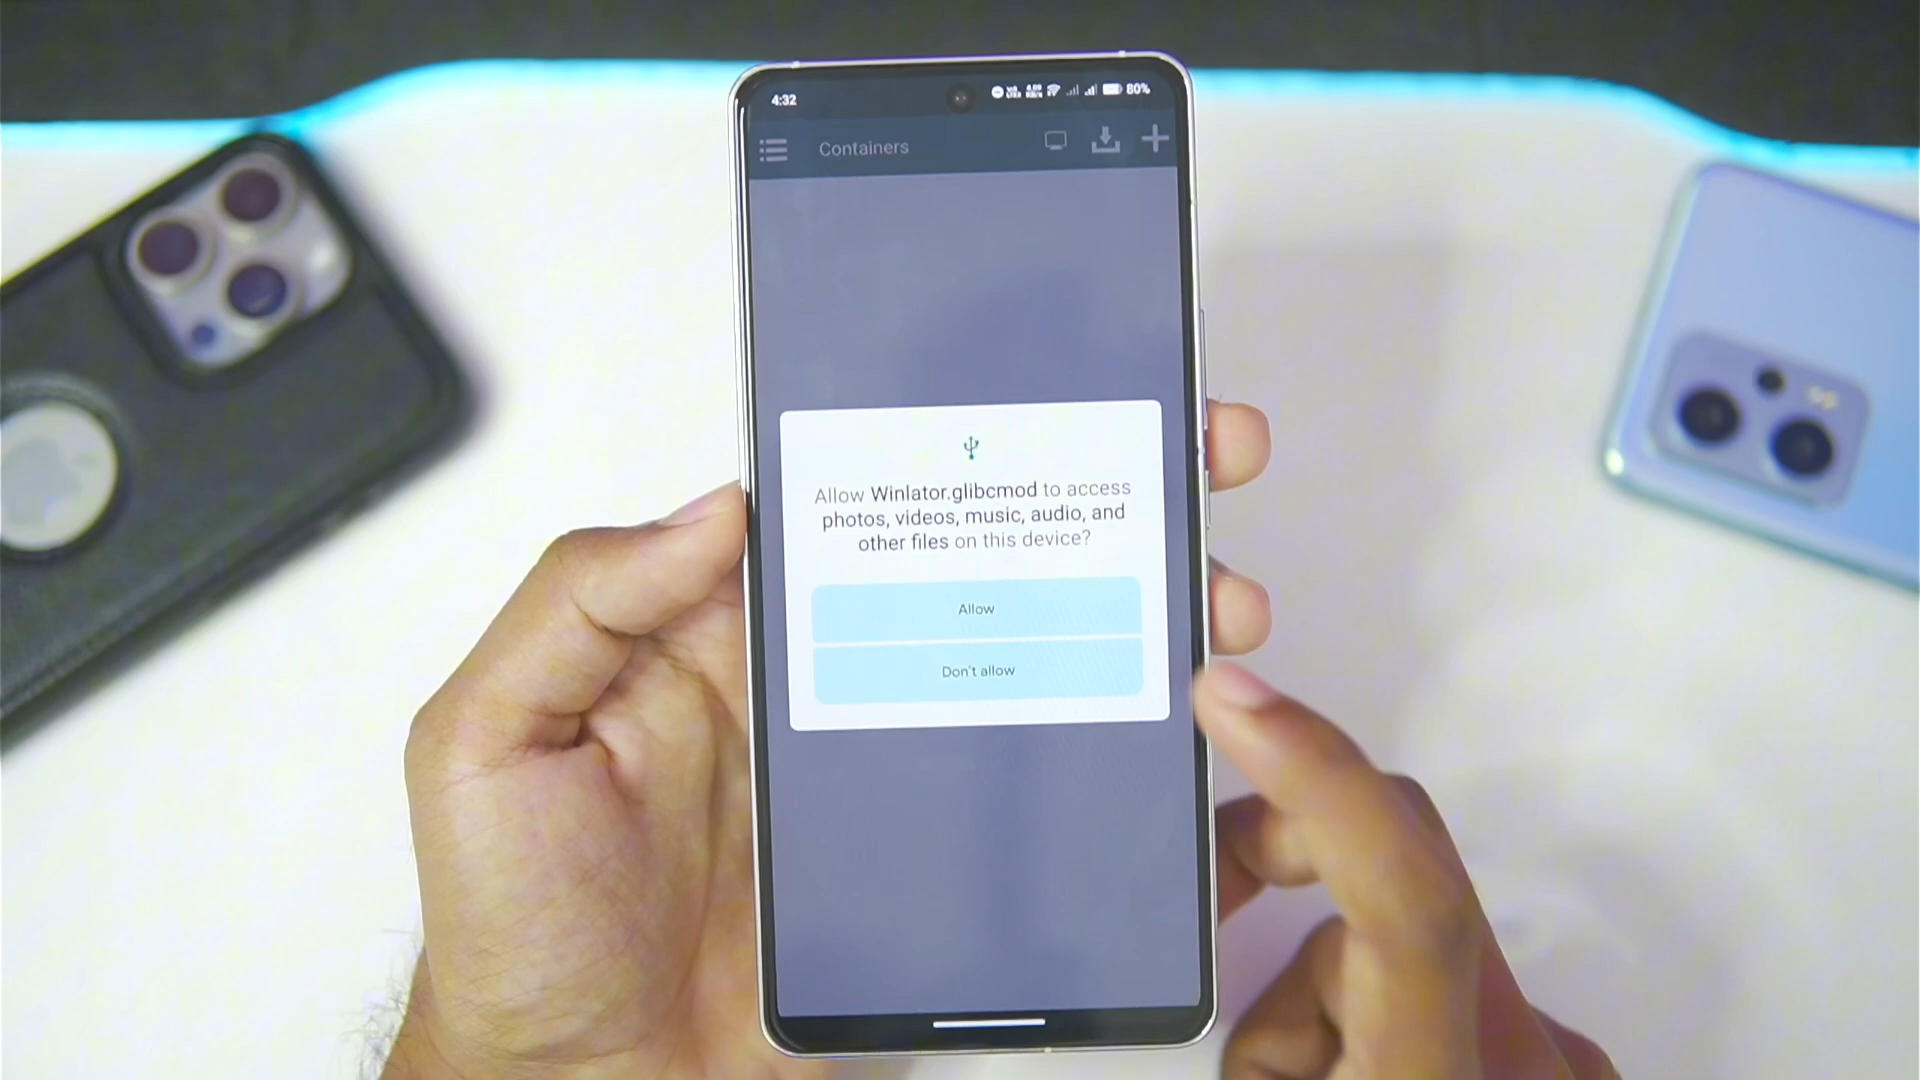 4:32
80%
Containers
Allow Winlator.glibcmod to access
photos, videos, music, audio, and
other files on this device?
Allow
Don't allow